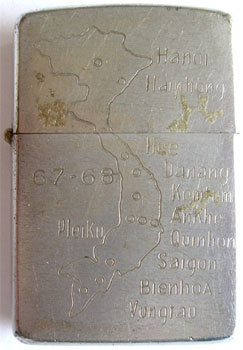 Hanoi
Haiphong
Hue
67-68
Danang
Kontum
Ankhe
Pleiku
Quinhon
Saigon
BienhoA
Vungtau